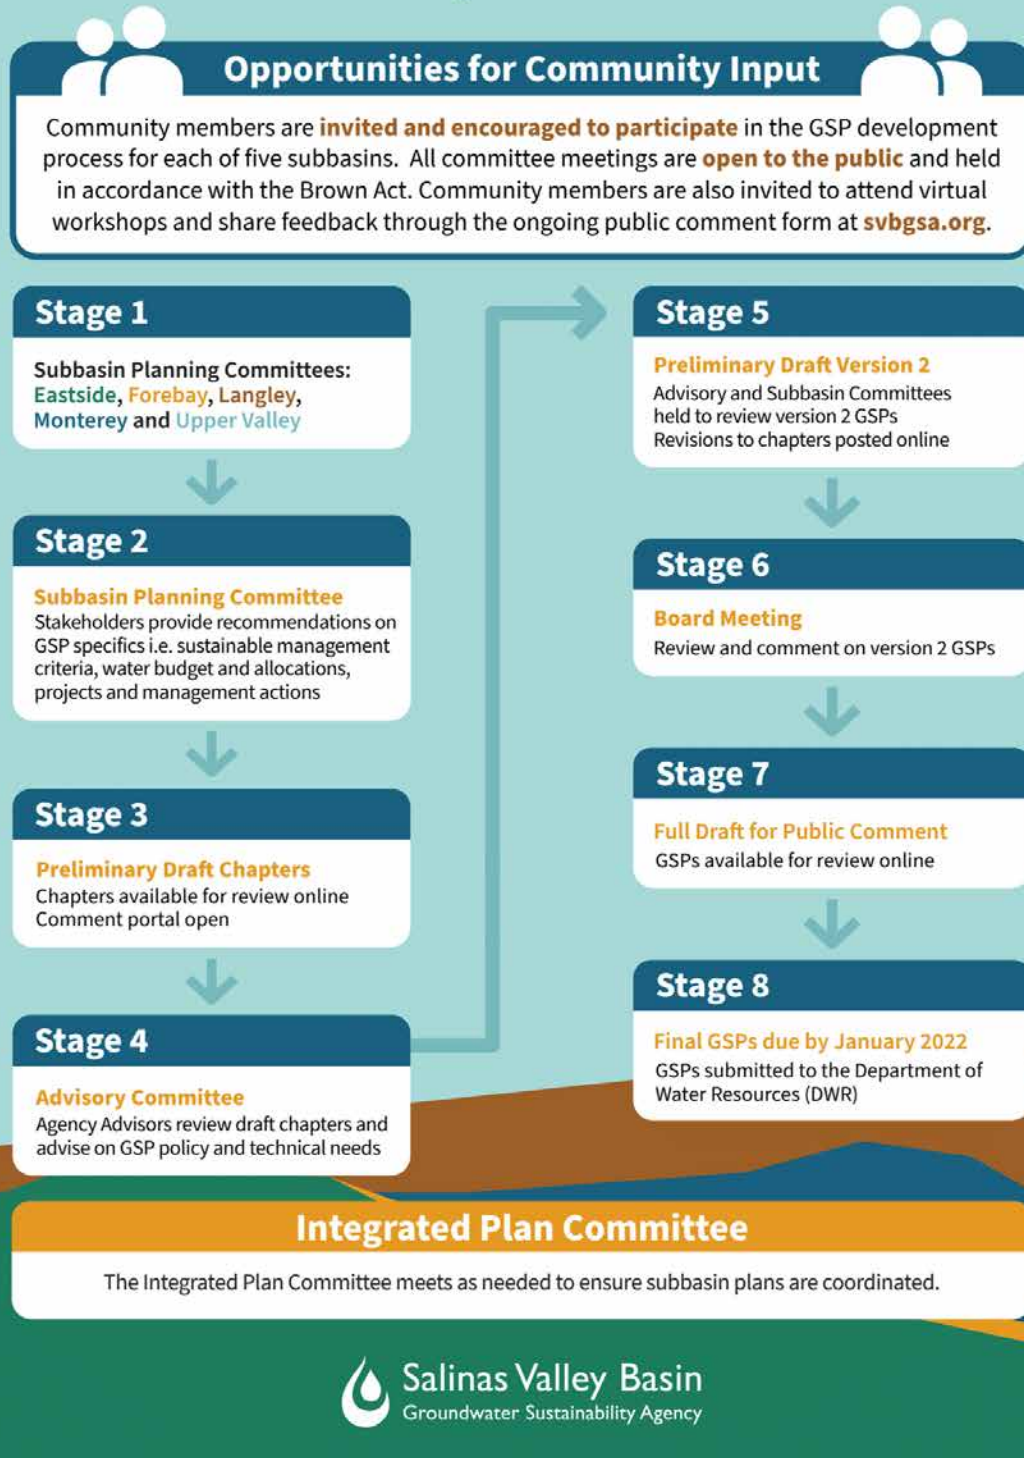 Opportunities for Community Input
Community members are invited and encouraged to participate in the GSP development
process for each of five subbasins. All committee meetings are open to the public and held
in accordance with the Brown Act. Community members are also invited to attend virtual
workshops and share feedback through the ongoing public comment form at svbgsa.org.
Stage 1
Subbasin Planning Committees:
Eastside, Forebay, Langley,
Monterey and Upper Valley
Stage 2
Subbasin Planning Committee
Stakeholders provide recommendations on
GSP specifics i.e. sustainable management
criteria, water budget and allocations,
projects and management actions
Stage 3
Preliminary Draft Chapters
Chapters available for review online
Comment portal open
Stage 4
Advisory Committee
Agency Advisors review draft chapters and
advise on GSP policy and technical needs
Stage 5
Preliminary Draft Version 2
Advisory and Subbasin Committees
held to review version 2 GSPs
Revisions to chapters posted online
Stage 6
Board Meeting
Review and comment on version 2 GSPs
Stage 7
Full Draft for Public Comment
GSPs available for review online
Stage 8
Final GSPs due by January 2022
GSPs submitted to the Department of
Water Resources (DWR)
Integrated Plan Committee
The Integrated Plan Committee meets as needed to ensure subbasin plans are coordinated.
Salinas Valley Basin
Groundwater Sustainability Agency